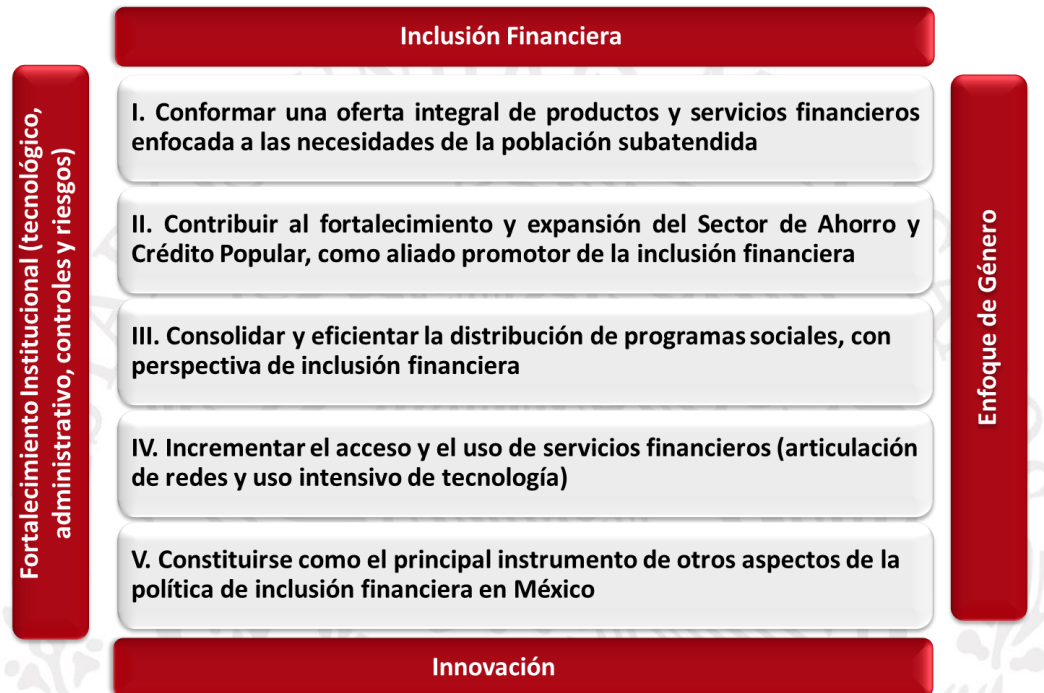 Inclusión Financiera
Fortalecimiento Institucional (tecnológico,
administrativo, controles y riesgos)
I. Conformar una oferta integral de productos y servicios financieros
enfocada a las necesidades de la población subatendida
II. Contribuir al fortalecimiento y expansión del Sector de Ahorro y
Crédito Popular, como aliado promotor de la inclusión financiera
III. Consolidar y eficientar la distribución de programas sociales, con
perspectiva de inclusión financiera
IV. Incrementar el acceso y el uso de servicios financieros (articulación
de redes y uso intensivo de tecnología)
V. Constituirse como el principal instrumento de otros aspectos de la
política de inclusión financiera en México
Enfoque de Género
Innovación